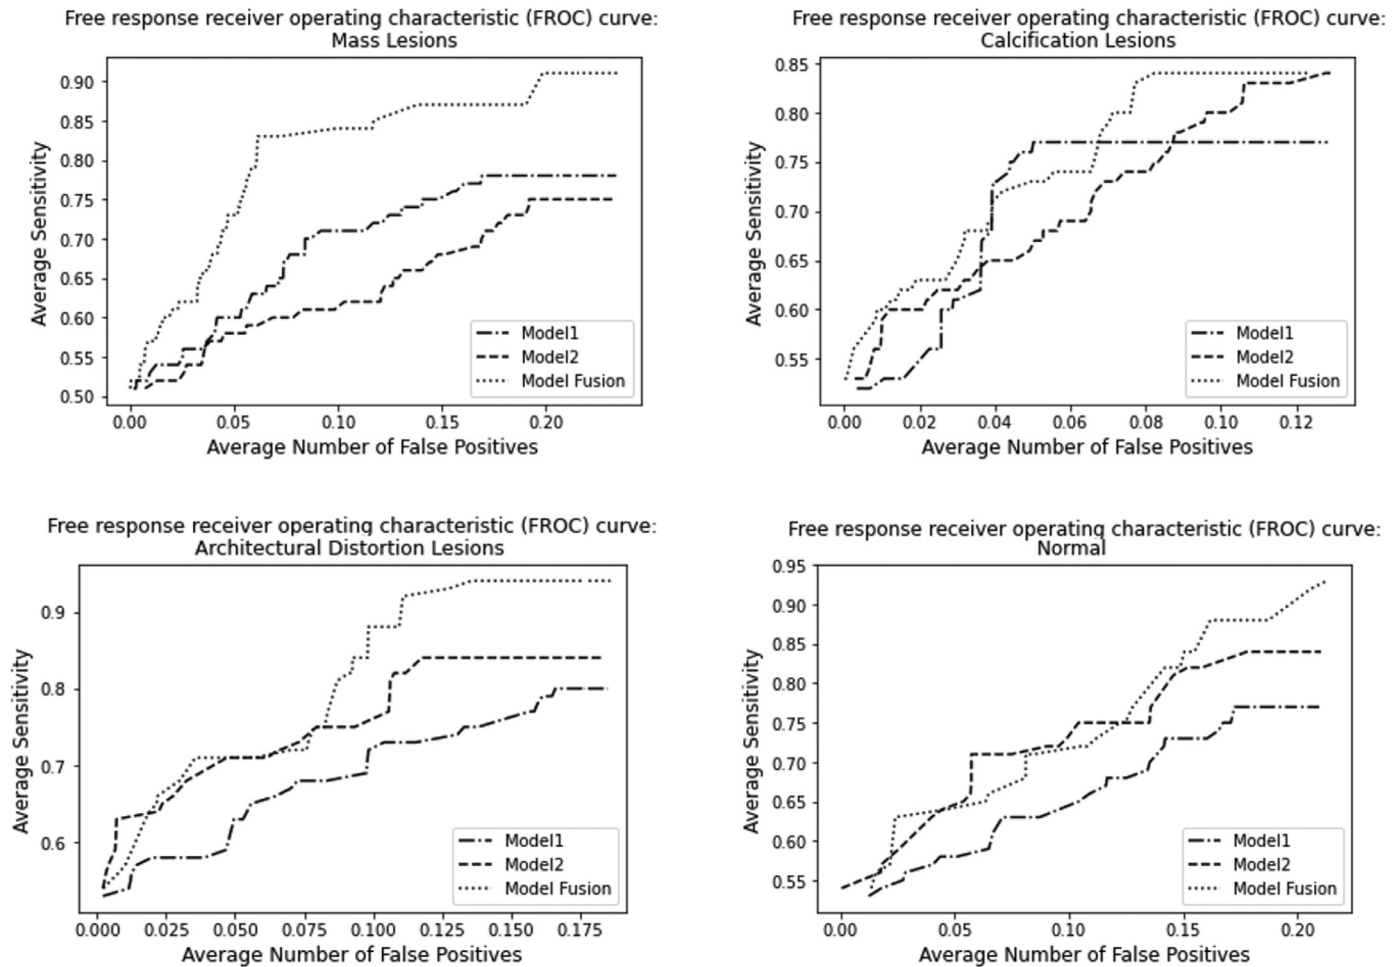 Free response receiver operating characteristic (FROC) curve:
Mass Lesions
0.90
0.85
0.80
0.75
0.70
0.65
0.60
0.55
0.50
Average Sensitivity
Model1
Model2
Model Fusion
0.00 0.05 0.10 0.15 0.20
Average Number of False Positives
Free response receiver operating characteristic (FROC) curve:
Calcification Lesions
0.85
0.80
0.75
0.70
0.65
0.60
0.55
Average Sensitivity
Model1
Model2
Model Fusion
0.00 0.02 0.04 0.06 0.08 0.10 0.12
Average Number of False Positives
Free response receiver operating characteristic (FROC) curve:
Architectural Distortion Lesions
0.9
0.8
0.7
0.6
Average Sensitivity
Model1
Model2
Model Fusion
0.000 0.025 0.050 0.075 0.100 0.125 0.150 0.175
Average Number of False Positives
Free response receiver operating characteristic (FROC) curve:
Normal
0.95
0.90
0.85
0.80
0.75
0.70
0.65
0.60
0.55
Average Sensitivity
Model1
Model2
Model Fusion
0.00 0.05 0.10 0.15 0.20
Average Number of False Positives